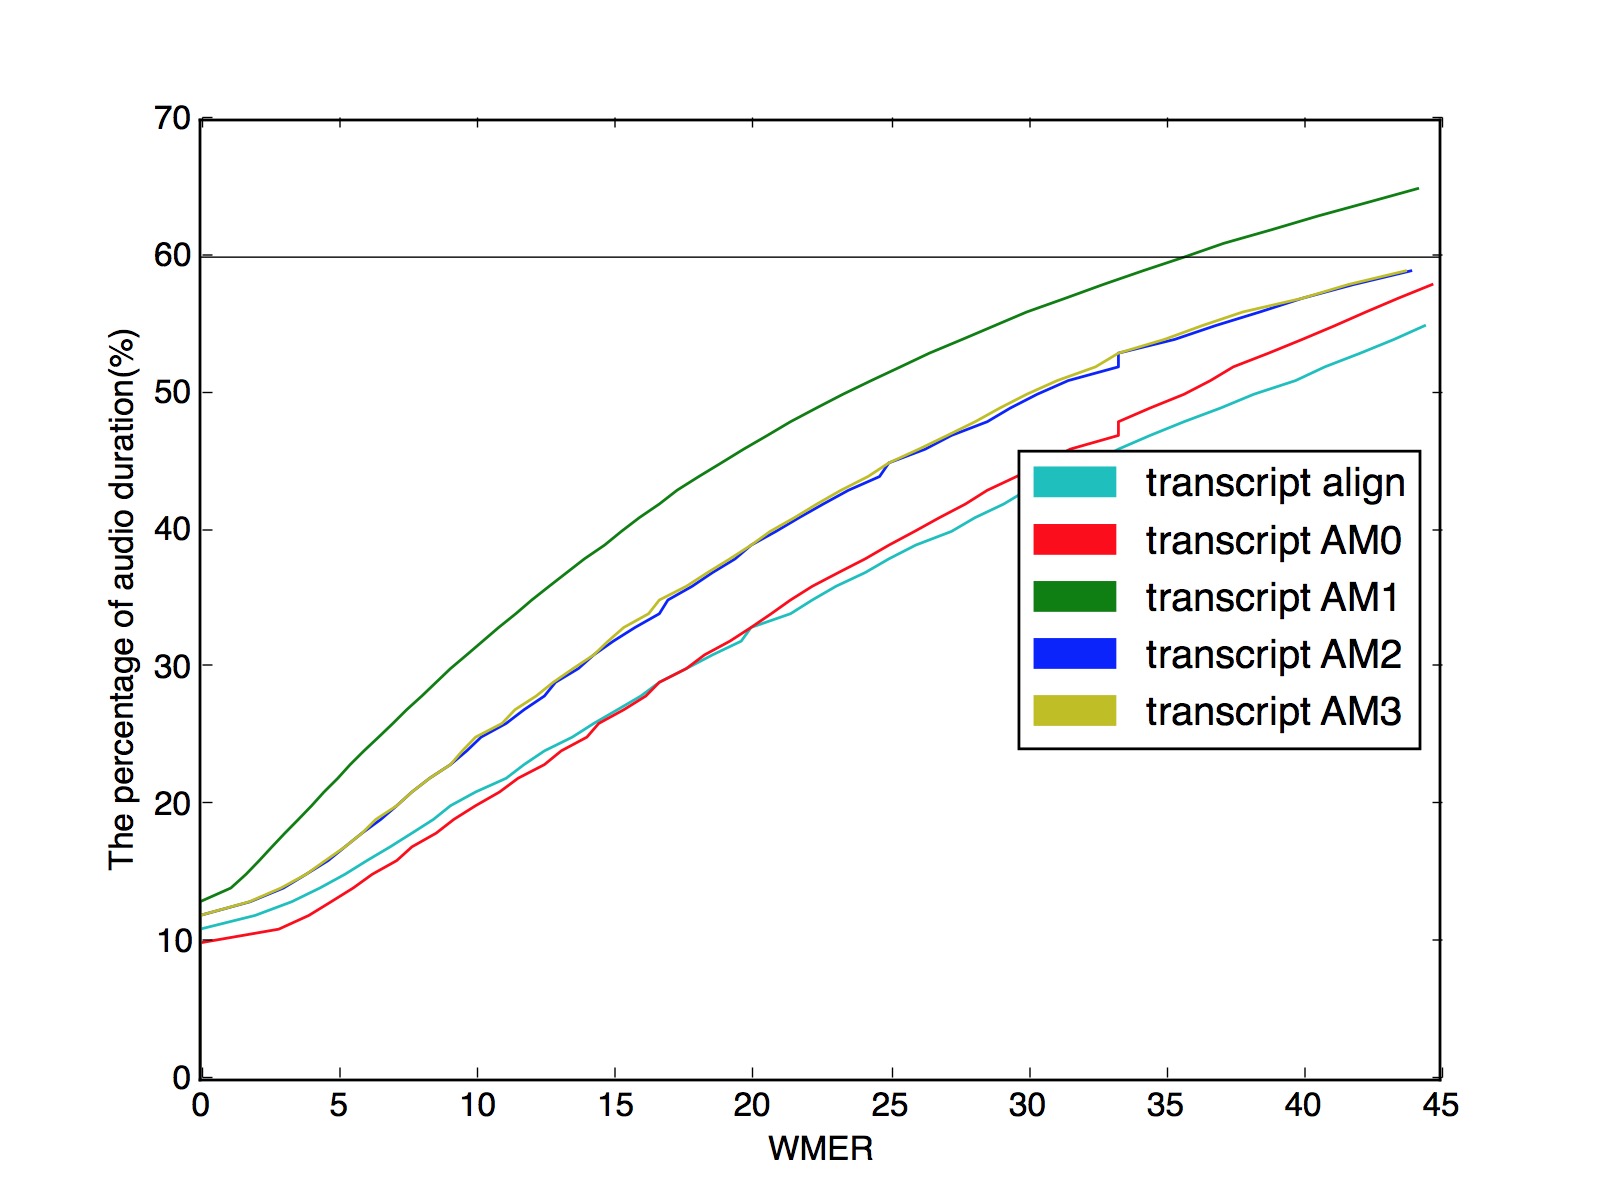 70
60
50
40
30
20
10
0
The percentage of audio duration(%)
transcript align
transcript AM0
transcript AM1
transcript AM2
transcript AM3
0 5 10 15 20 25 30 35 40 45
WMER